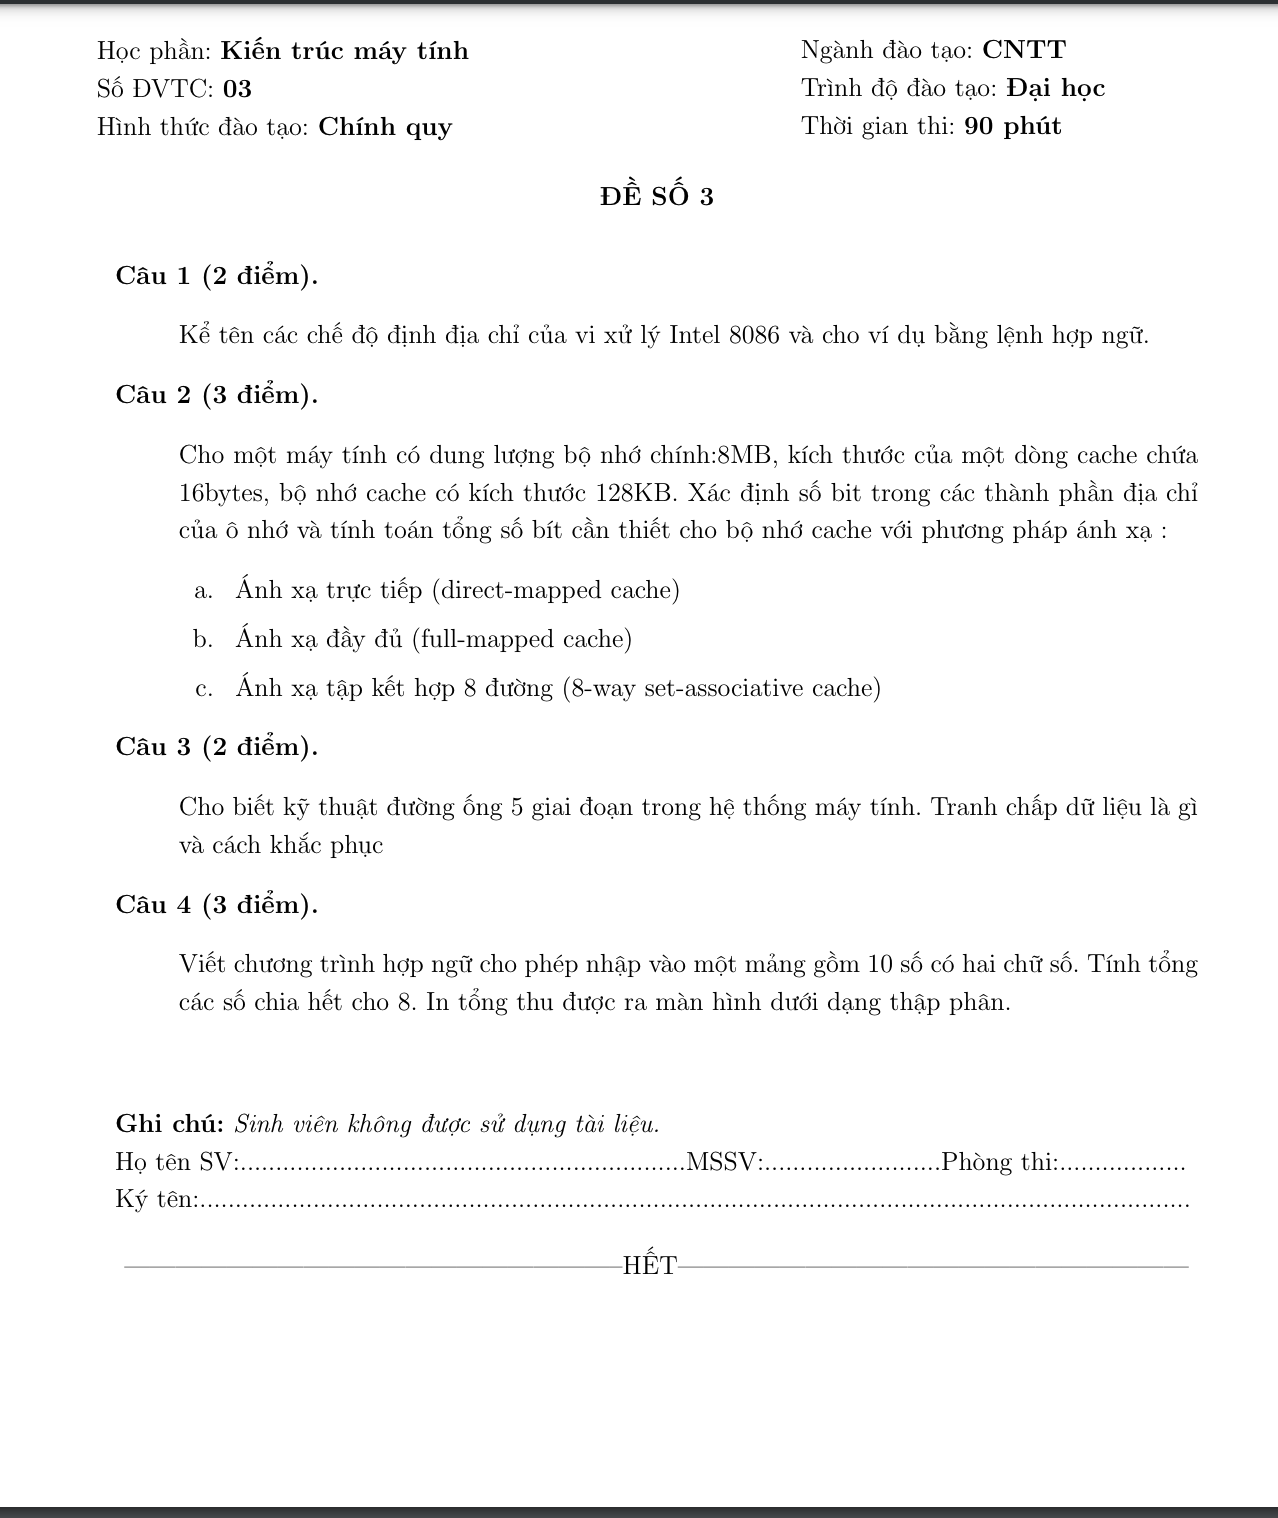 Học phần: Kiến trúc máy tính
Ngành đào tạo: CNTT
Số ĐVTC: 03
Trình độ đào tạo: Đại học
Hình thức đào tạo: Chính quy
Thời gian thi: 90 phút
ĐỀ SỐ 3
Câu 1 (2 điểm).
Kể tên các chế độ định địa chỉ của vi xử lý Intel 8086 và cho ví dụ bằng lệnh hợp ngữ.
Câu 2 (3 điểm).
Cho một máy tính có dung lượng bộ nhớ chính:8MB, kích thước của một dòng cache chứa
16bytes, bộ nhớ cache có kích thước 128KB. Xác định số bit trong các thành phần địa chỉ
của ô nhớ và tính toán tổng số bít cần thiết cho bộ nhớ cache với phương pháp ánh xạ :
a. Ánh xạ trực tiếp (direct-mapped cache)
b. Ánh xạ đầy đủ (full-mapped cache)
c. Ánh xạ tập kết hợp 8 đường (8-way set-associative cache)
Câu 3 (2 điểm).
Cho biết kỹ thuật đường ống 5 giai đoạn trong hệ thống máy tính. Tranh chấp dữ liệu là gì
và cách khắc phục
Câu 4 (3 điểm).
Viết chương trình hợp ngữ cho phép nhập vào một mảng gồm 10 số có hai chữ số. Tính tổng
các số chia hết cho 8. In tổng thu được ra màn hình dưới dạng thập phân.
Ghi chú: Sinh viên không được sử dụng tài liệu.
Họ tên SV:...............................................................MSSV:.........................Phòng thi:..................
Ký tên:............................................................................................................................................
HẾT